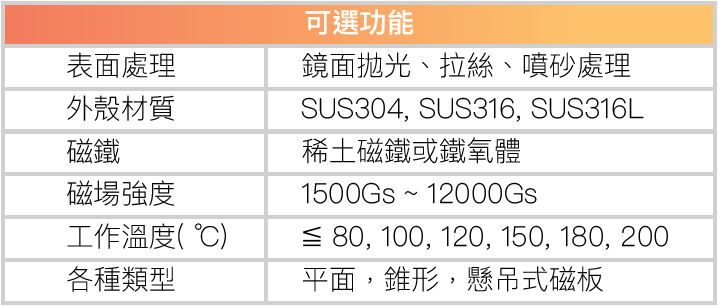 可選功能
表面處理 鏡面拋光、拉絲、噴砂處理
外殼材質 SUS304, SUS316, SUS316L
磁鐵 稀土磁鐵或鐵氧體
磁場強度 1500Gs ~ 12000Gs
工作溫度( ℃) ≦ 80, 100, 120, 150, 180, 200
各種類型 平面，錐形，懸吊式磁板